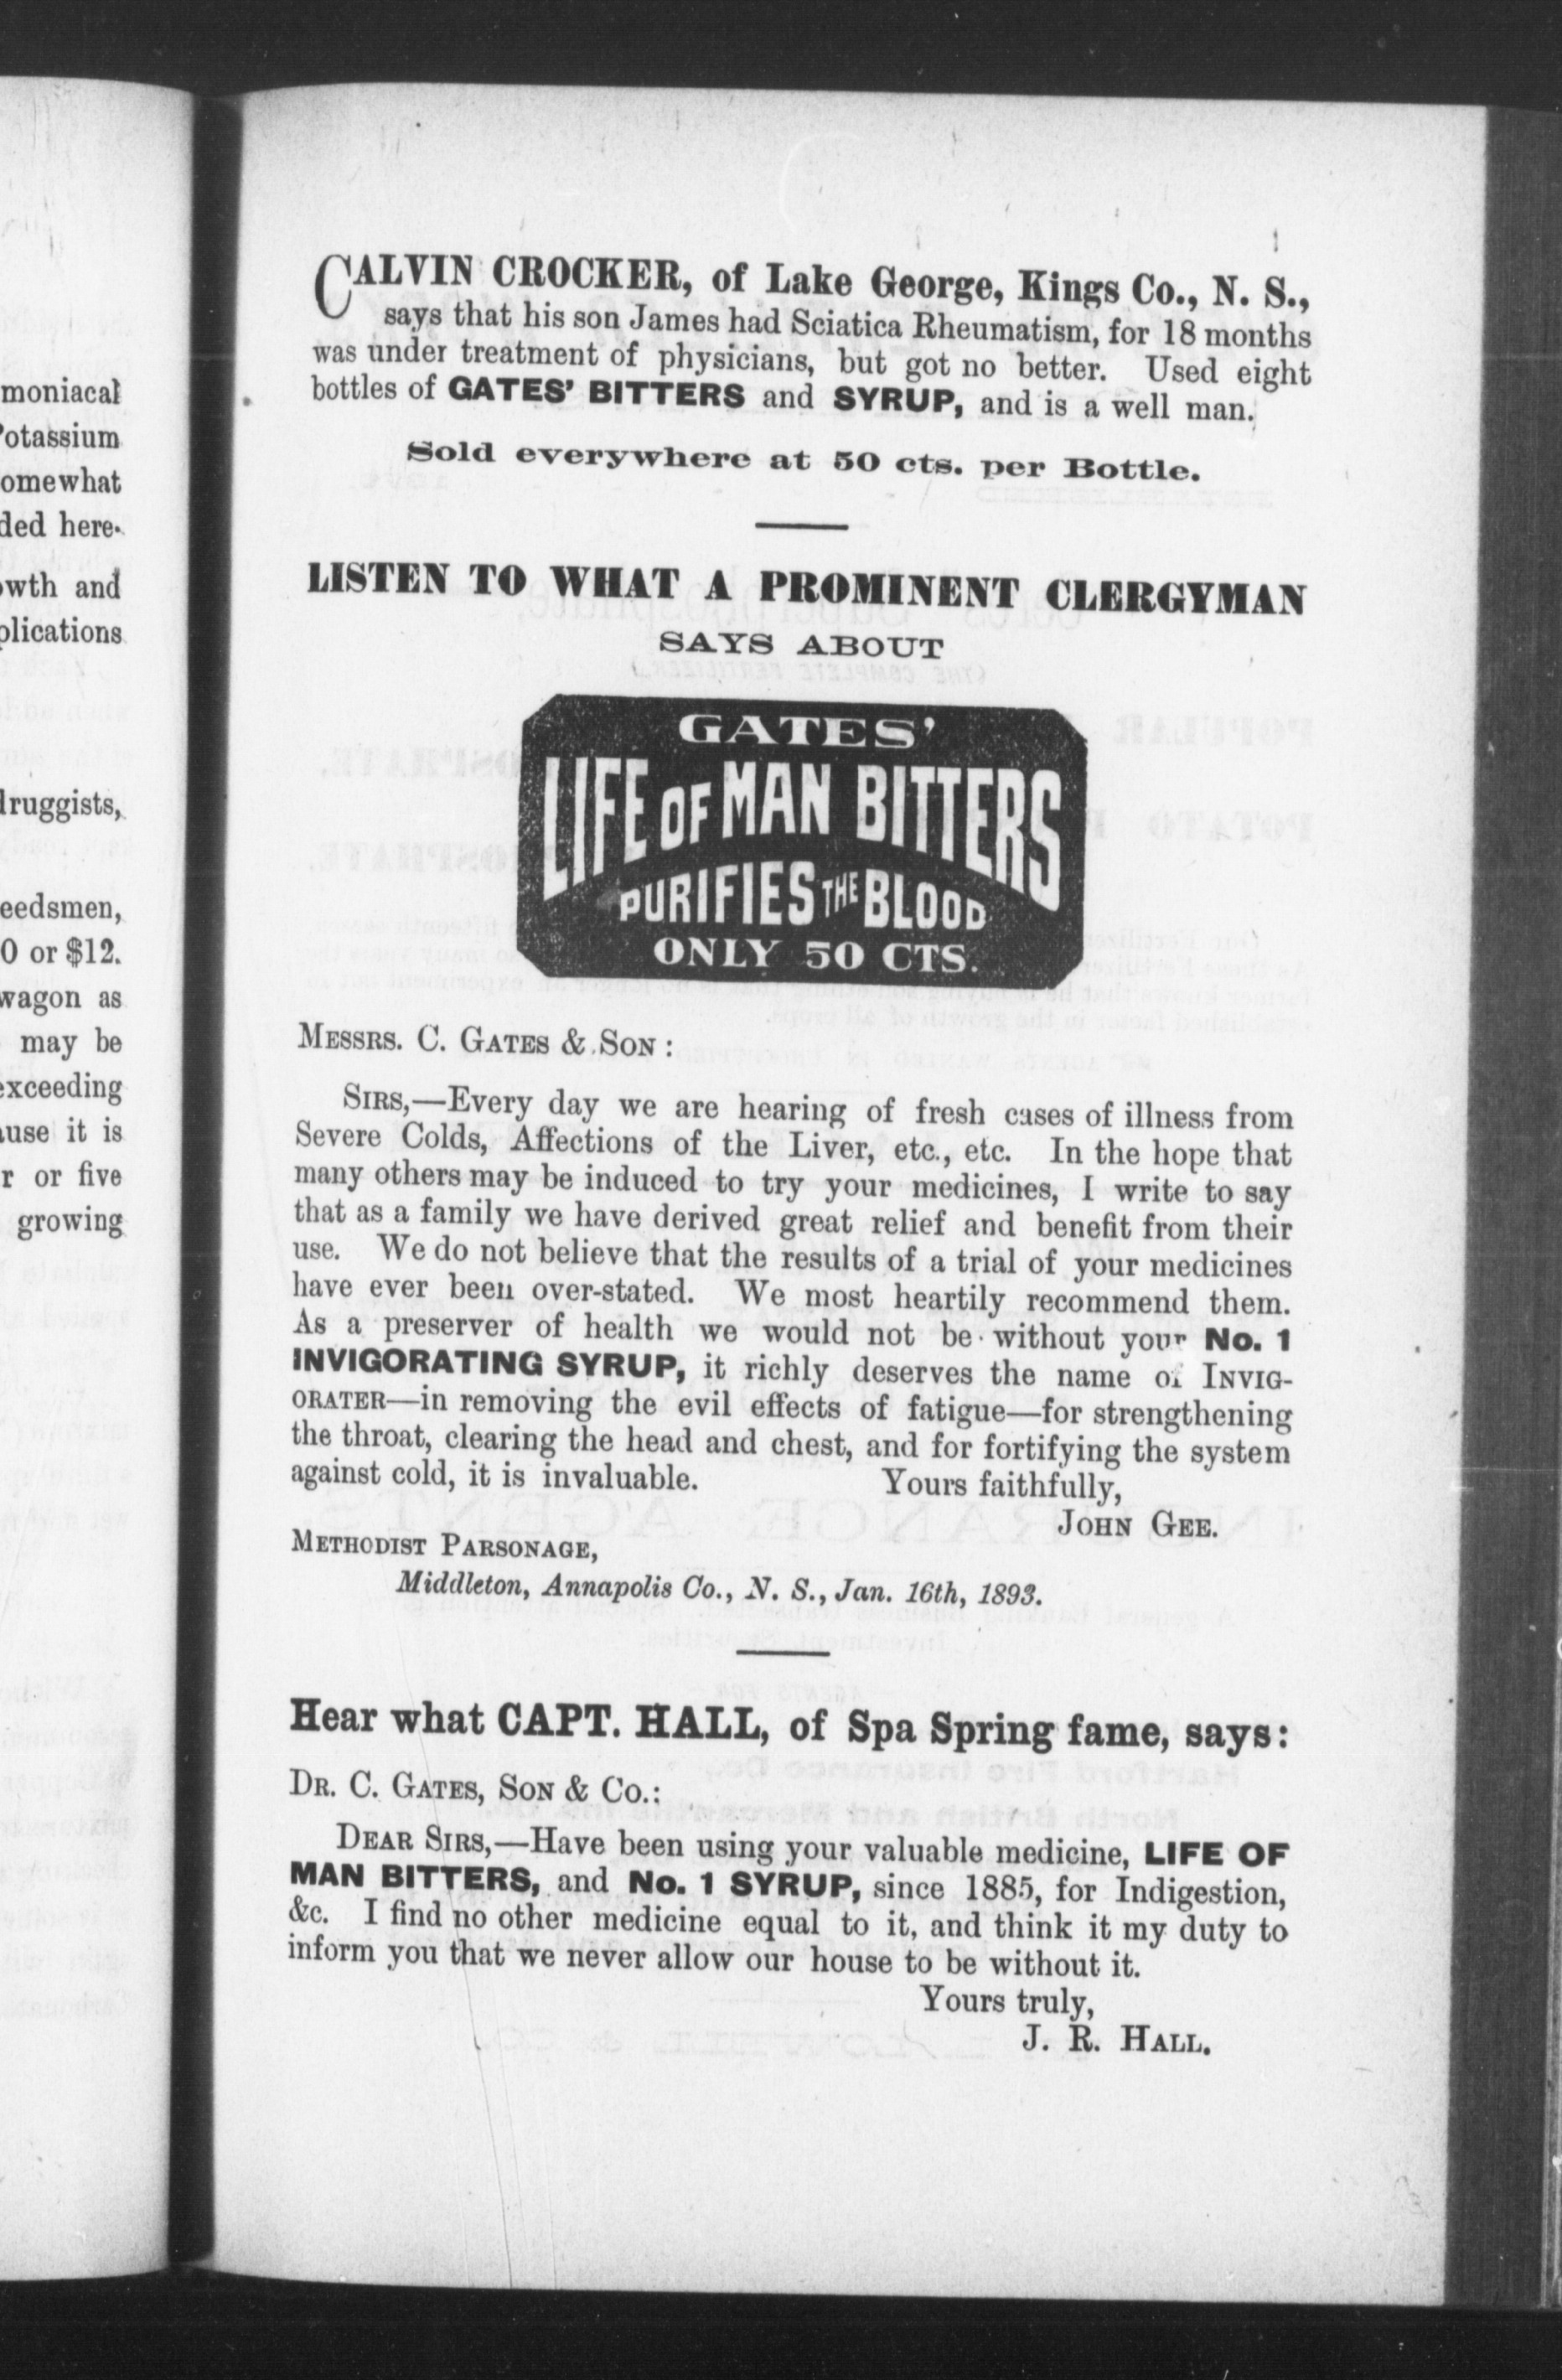 moniacal
otassium
omewhat
ded here-
owth and
plications
druggists,
eedsmen,
0 or $12.
wagon as
may be
exceeding
ause it is
r or five
growing
CALVIN CROCKER, of Lake George, Kings Co., N. S.,
says that his son James had Sciatica Rheumatism, for 18 months
was under treatment of physicians, but got no better. Used eight
bottles of GATES' BITTERS and SYRUP, and is a well man.
Sold everywhere at 50 cts. per Bottle.
LISTEN TO WHAT A PROMINENT CLERGYMAN
SAYS ABOUT
GATES'
LIFE OF MAN BITTERS
PURIFIES THE BLOOD
ONLY 50 CTS.
MESSRS. C. GATES & SON :
SIRS,—Every day we are hearing of fresh cases of illness from
Severe Colds, Affections of the Liver, etc., etc. In the hope that
many others may be induced to try your medicines, I write to say
that as a family we have derived great relief and benefit from their
use. We do not believe that the results of a trial of your medicines
have ever been over-stated. We most heartily recommend them.
As a preserver of health we would not be without your No. 1
INVIGORATING SYRUP, it richly deserves the name of INVIG-
ORATER—in removing the evil effects of fatigue—for strengthening
the throat, clearing the head and chest, and for fortifying the system
against cold, it is invaluable. Yours faithfully,
JOHN GEE.
METHODIST PARSONAGE,
Middleton, Annapolis Co., N. S., Jan. 16th, 1893.
Hear what CAPT. HALL, of Spa Spring fame, says:
DR. C. GATES, SON & CO.:
DEAR SIRS,—Have been using your valuable medicine, LIFE OF
MAN BITTERS, and No. 1 SYRUP, since 1885, for Indigestion,
&c. I find no other medicine equal to it, and think it my duty to
inform you that we never allow our house to be without it.
Yours truly,
J. R. HALL.